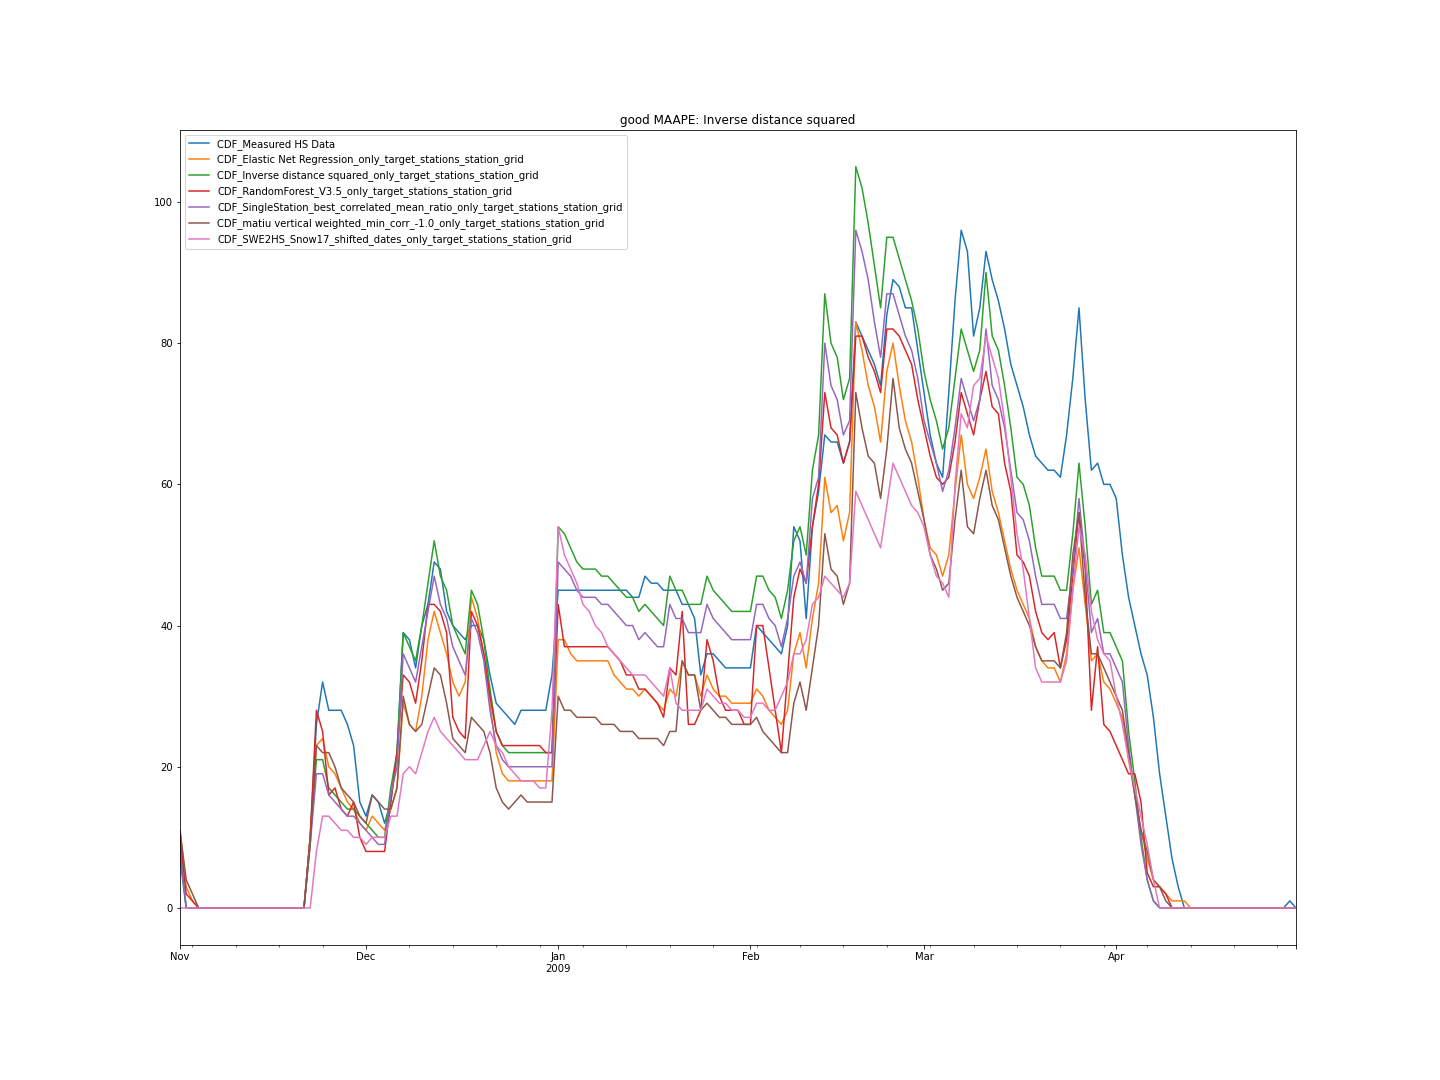 good MAAPE: Inverse distance squared
CDF_Measured HS Data
CDF_Elastic Net Regression_only_target_stations_station_grid
CDF_Inverse distance squared_only_target_stations_station_grid
CDF_RandomForest_V3.5_only_target_stations_station_grid
CDF_SingleStation_best_correlated_mean_ratio_only_target_stations_station_grid
CDF_matiu vertical weighted_min_corr_-1.0_only_target_stations_station_grid
CDF_SWE2HS_Snow17_shifted_dates_only_target_stations_station_grid
100
80
60
40
20
0
Nov Dec Jan Feb Mar Apr
2009